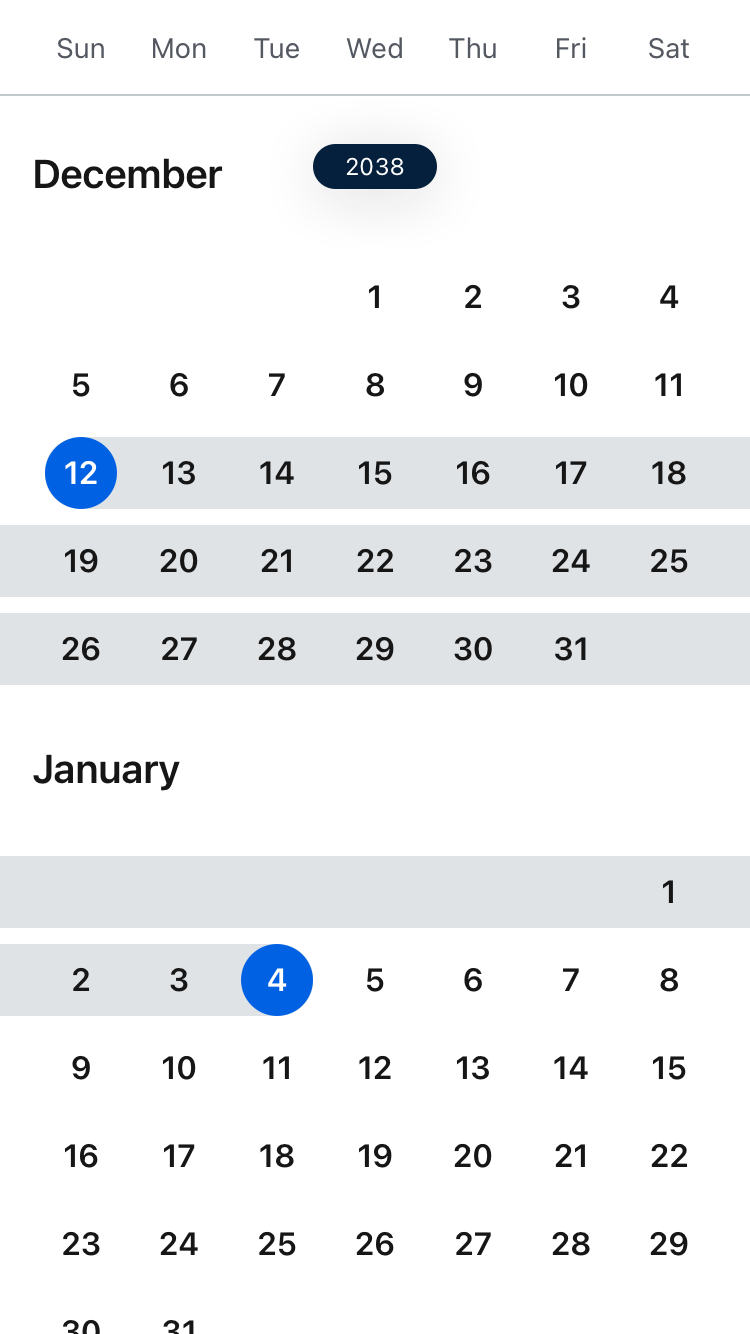 Sun Mon Tue Wed Thu Fri Sat
December 2038
1 2 3 4
5 6 7 8 9 10 11
12 13 14 15 16 17 18
19 20 21 22 23 24 25
26 27 28 29 30 31
January
1
2 3 4 5 6 7 8
9 10 11 12 13 14 15
16 17 18 19 20 21 22
23 24 25 26 27 28 29
30 31